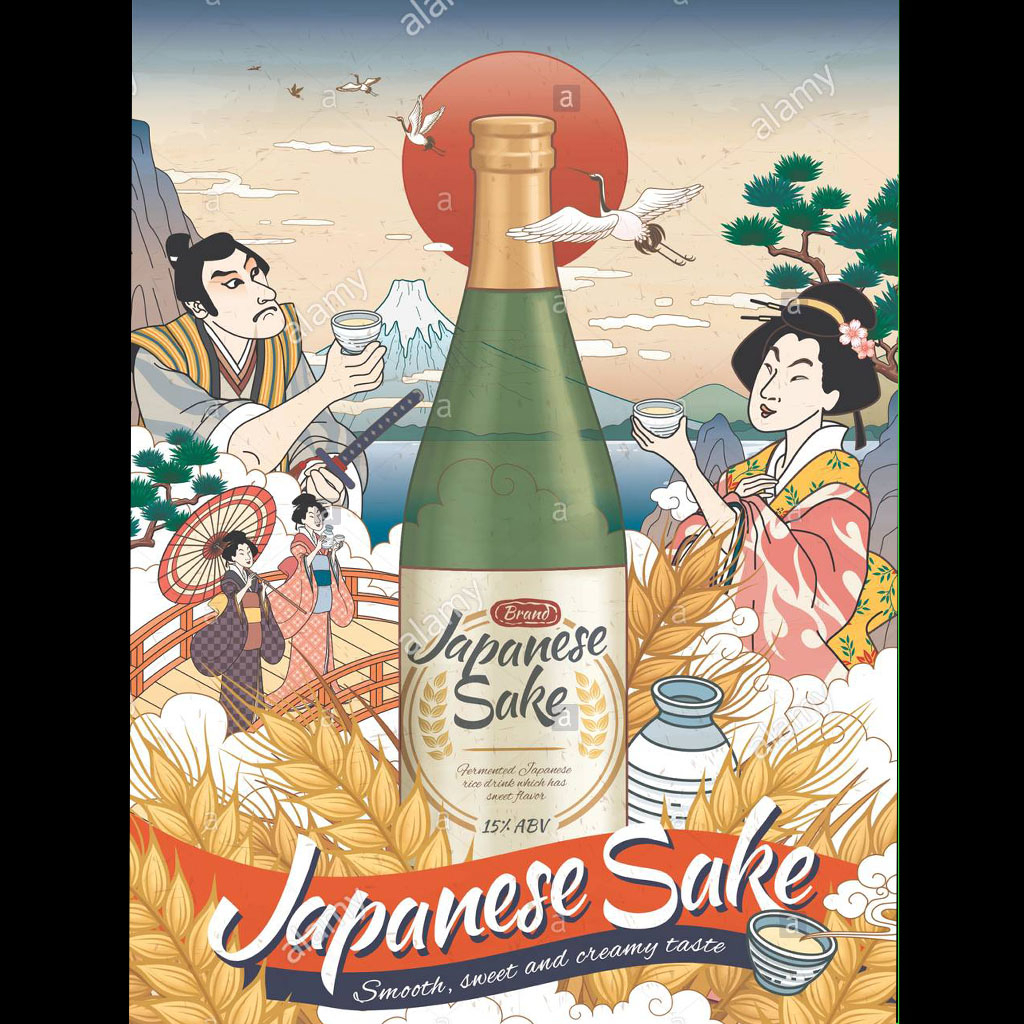 alamy
Brand
Japanese
Sake
Fermented Japanese
rice drink which has
sweet flavor
15% ABV
Japanese Sake
Smooth, sweet and creamy taste